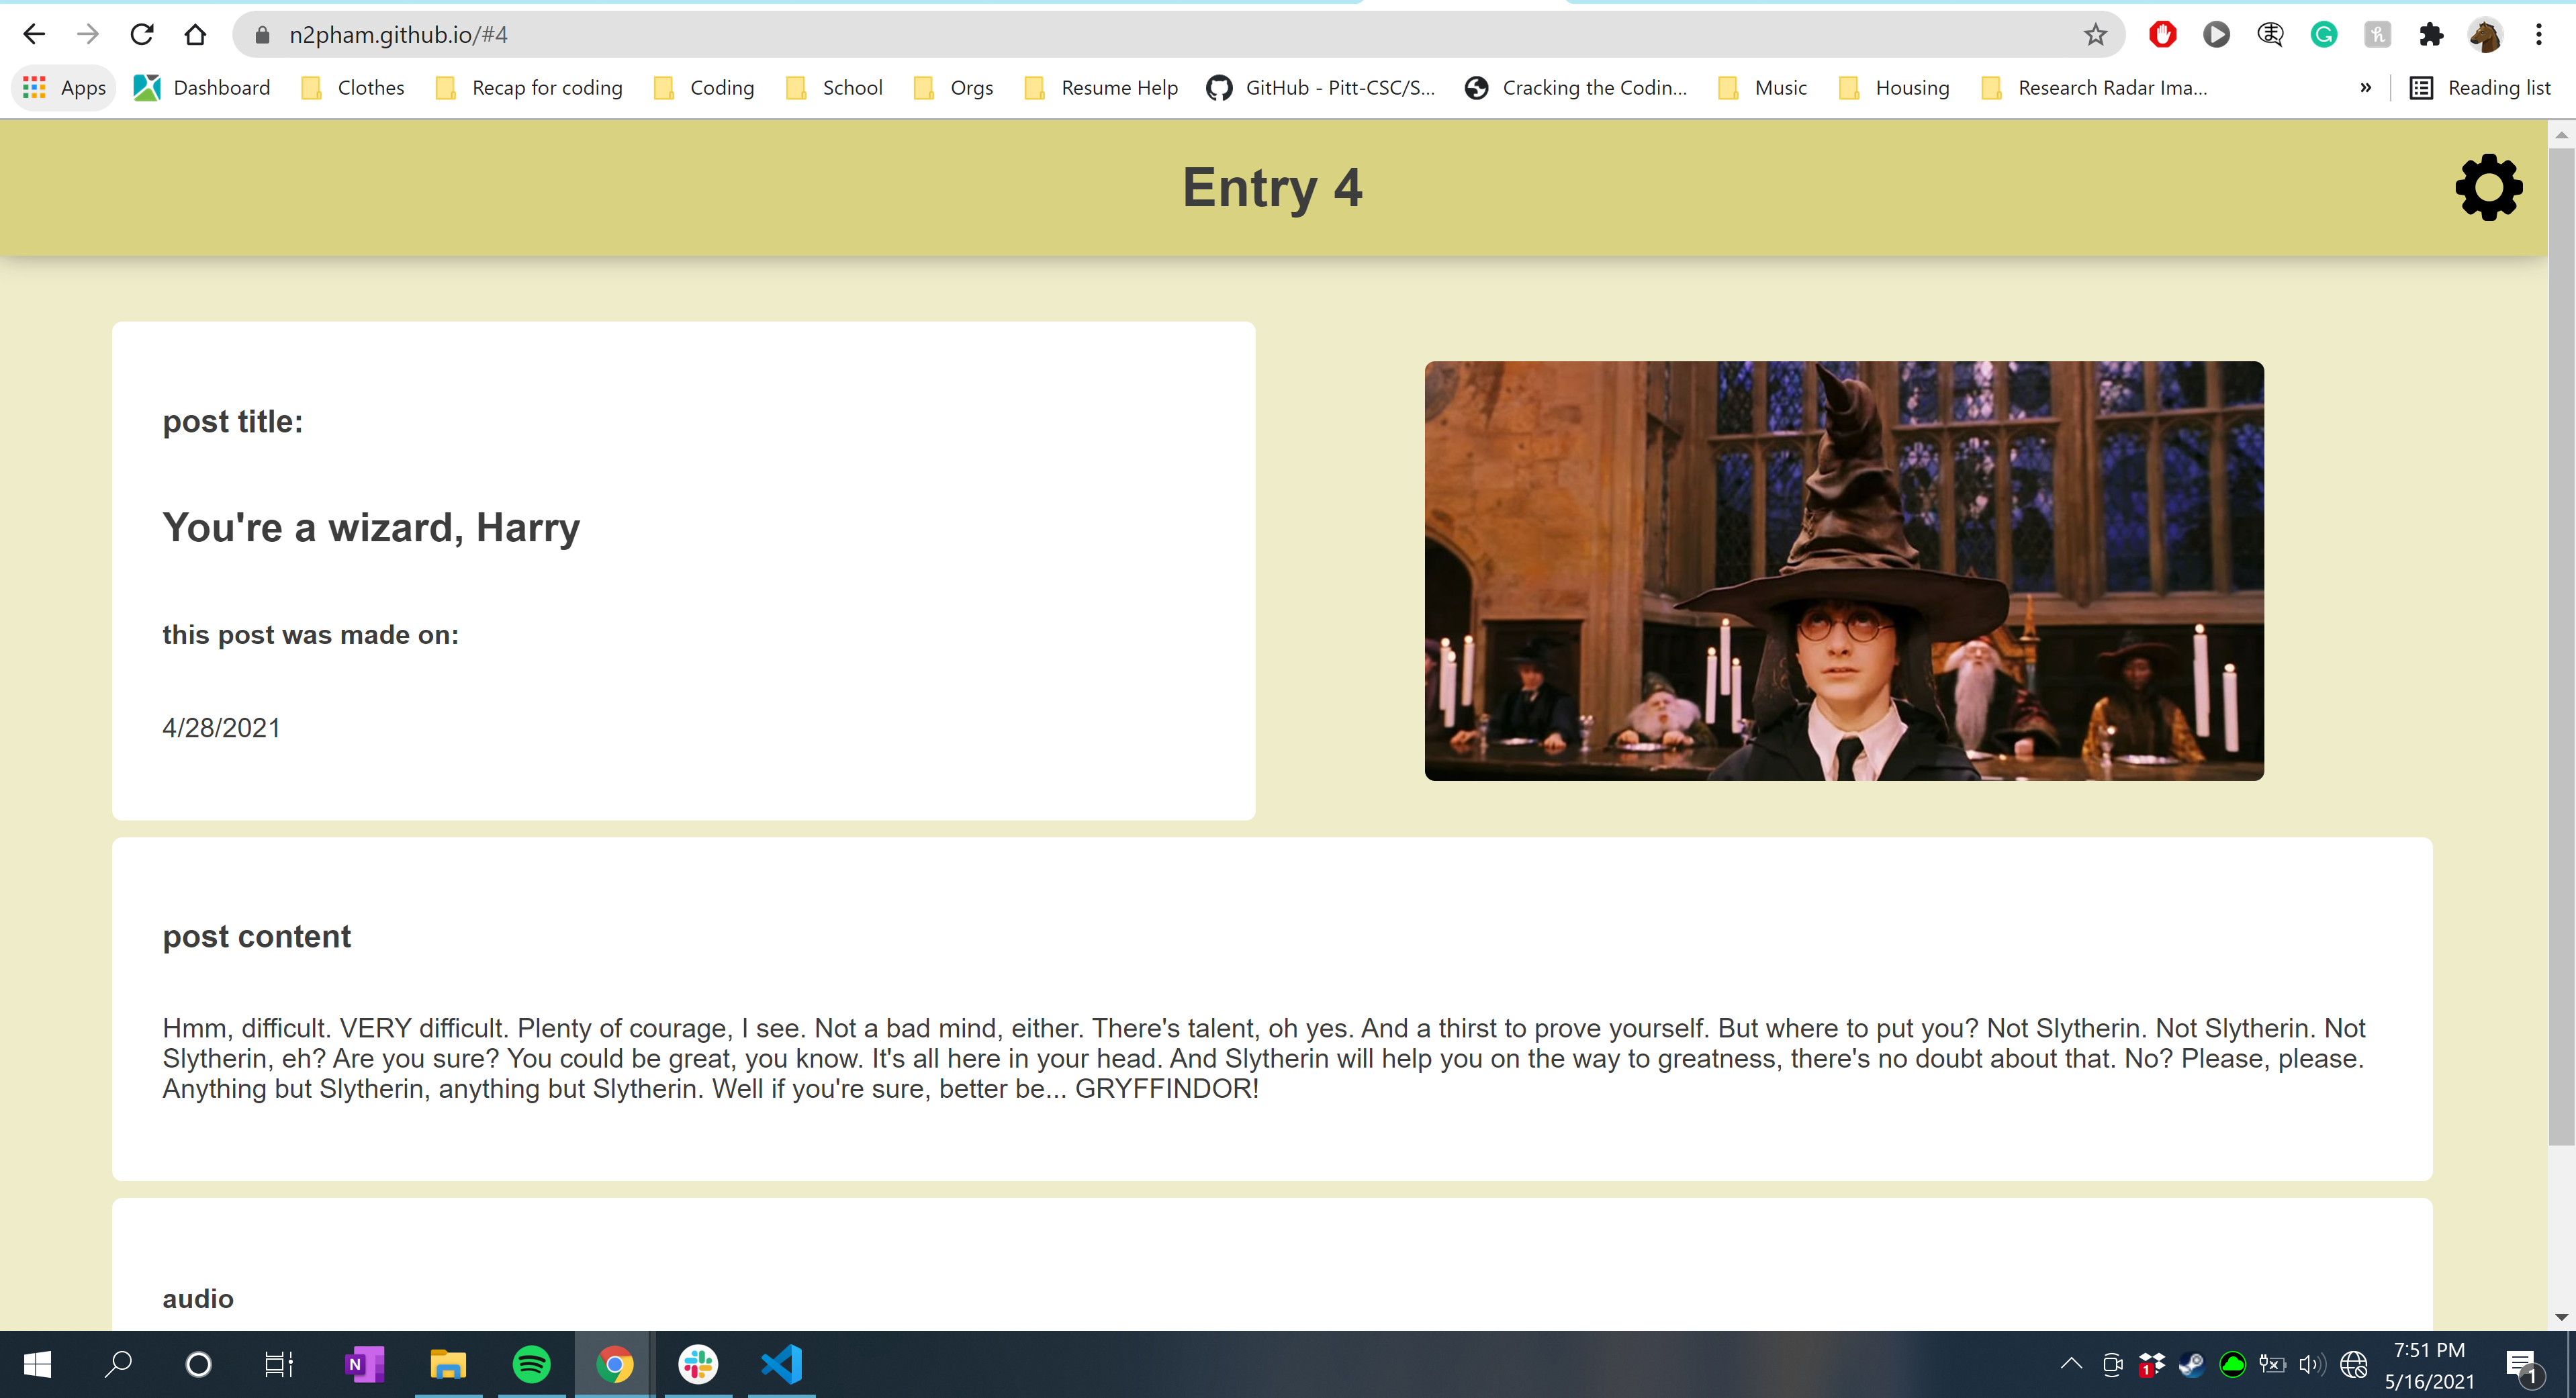 n2pham.github.io/#4
Apps Dashboard Clothes Recap for coding Coding School Orgs Resume Help GitHub - Pitt-CSC/S... Cracking the Codin... Music Housing Research Radar Ima... » Reading list
Entry 4
post title:
You're a wizard, Harry
this post was made on:
4/28/2021
post content
Hmm, difficult. VERY difficult. Plenty of courage, I see. Not a bad mind, either. There's talent, oh yes. And a thirst to prove yourself. But where to put you? Not Slytherin. Not Slytherin. Not
Slytherin, eh? Are you sure? You could be great, you know. It's all here in your head. And Slytherin will help you on the way to greatness, there's no doubt about that. No? Please, please.
Anything but Slytherin, anything but Slytherin. Well if you're sure, better be... GRYFFINDOR!
audio
N
1
7:51 PM
5/16/2021
1